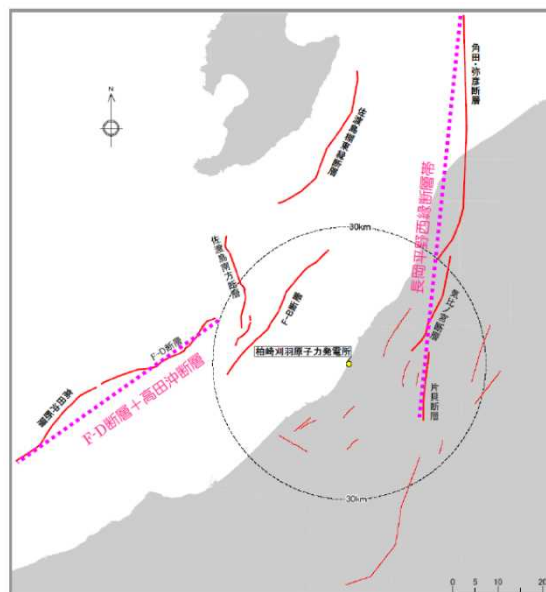 N
角田・弥彦断層
佐渡島棚東縁断層
30km
長岡平野西縁断層帯
佐渡島南方断層
F-B断層
気比ノ宮断層
柏崎刈羽原子力発電所
F-D断層
高田沖断層
F-D断層+高田沖断層
片貝断層
30km
0 5 10 20